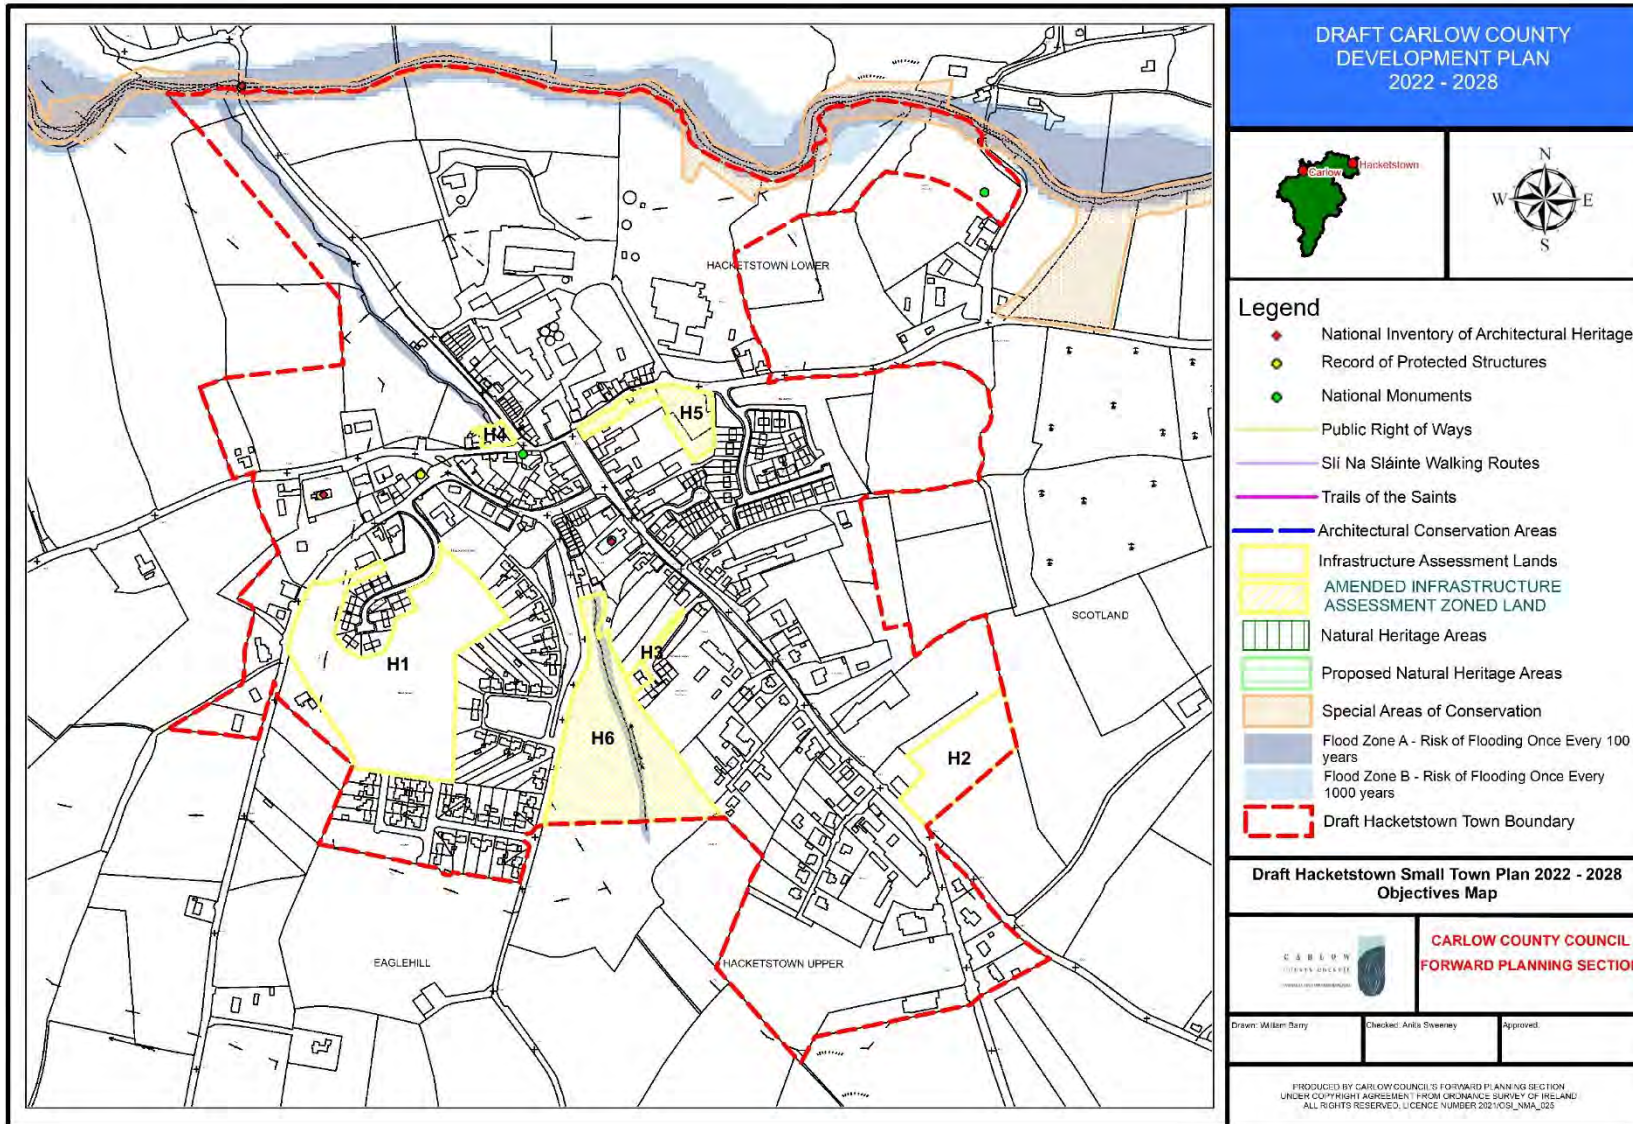 DRAFT CARLOW COUNTY
DEVELOPMENT PLAN
2022 - 2028
Hacketstown
Carlow
N
W
E
S
Legend
National Inventory of Architectural Heritage
Record of Protected Structures
National Monuments
Public Right of Ways
Slí Na Sláinte Walking Routes
Trails of the Saints
Architectural Conservation Areas
Infrastructure Assessment Lands
AMENDED INFRASTRUCTURE
ASSESSMENT ZONED LAND
Natural Heritage Areas
Proposed Natural Heritage Areas
Special Areas of Conservation
Flood Zone A - Risk of Flooding Once Every 100
years
Flood Zone B - Risk of Flooding Once Every
1000 years
Draft Hacketstown Town Boundary
Draft Hacketstown Small Town Plan 2022 - 2028
Objectives Map
CARLOW
CARLOW COUNTY COUNCIL
FORWARD PLANNING SECTION
Drawn: William Barry
Checked: Anita Sweeney
Approved:
PRODUCED BY CARLOW COUNCIL'S FORWARD PLANNING SECTION
UNDER COPYRIGHT AGREEMENT FROM ORDNANCE SURVEY OF IRELAND
ALL RIGHTS RESERVED, LICENCE NUMBER 2021/OSI_NMA_025
HACKETSTOWN LOWER
H5
H4
SCOTLAND
H3
H1
H6
H2
EAGLEHILL
HACKETSTOWN UPPER